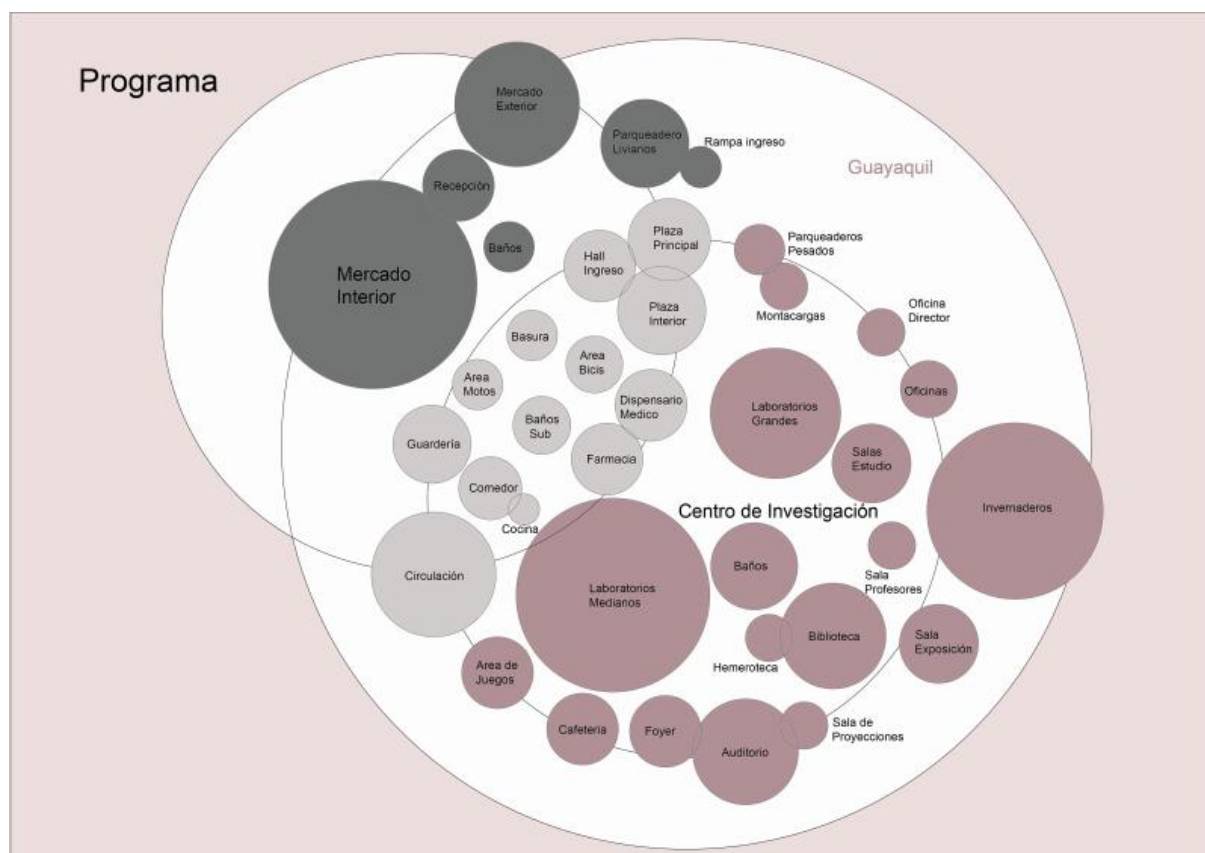 Programa
Mercado
Exterior
Parqueadero
Livianos
Rampa ingreso
Guayaquil
Recepción
Baños
Mercado
Interior
Plaza
Principal
Hall
Ingreso
Plaza
Interior
Parqueaderos
Pesados
Montacargas
Oficina
Director
Oficinas
Basura
Area
Bicis
Area
Motos
Dispensario
Medico
Baños
Sub
Guardería
Farmacia
Comedor
Cocina
Circulación
Laboratorios
Grandes
Salas
Estudio
Centro de Investigación
Invernaderos
Laboratorios
Medianos
Baños
Sala
Profesores
Hemeroteca
Biblioteca
Sala
Exposición
Area de
Juegos
Cafeteria
Foyer
Auditorio
Sala de
Proyecciones